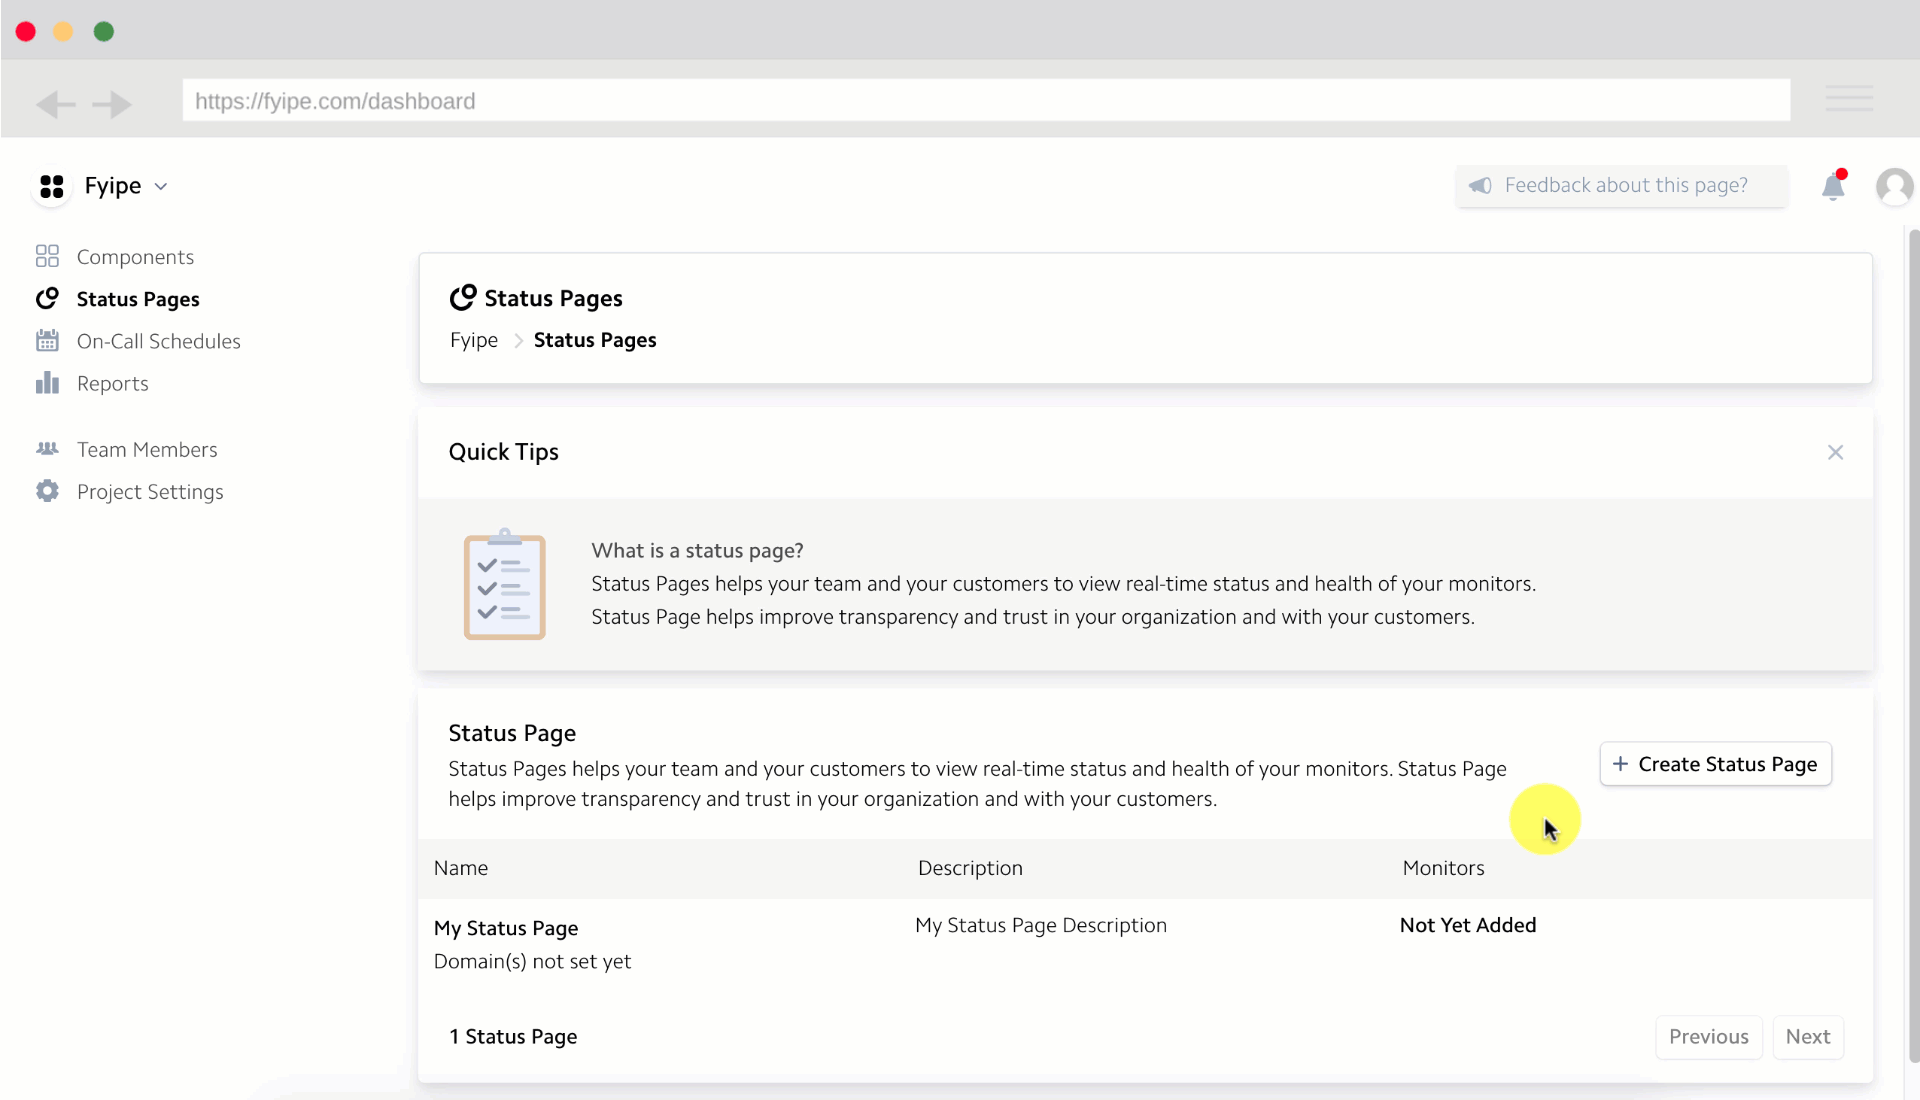 https://fyipe.com/dashboard
Fyipe
Feedback about this page?
Components
Status Pages
On-Call Schedules
Reports
Team Members
Project Settings
Status Pages
Fyipe > Status Pages
Quick Tips
What is a status page?
Status Pages helps your team and your customers to view real-time status and health of your monitors.
Status Page helps improve transparency and trust in your organization and with your customers.
Status Page
Status Pages helps your team and your customers to view real-time status and health of your monitors. Status Page
helps improve transparency and trust in your organization and with your customers.
+ Create Status Page
Name Description Monitors
My Status Page My Status Page Description Not Yet Added
Domain(s) not set yet
1 Status Page
Previous Next